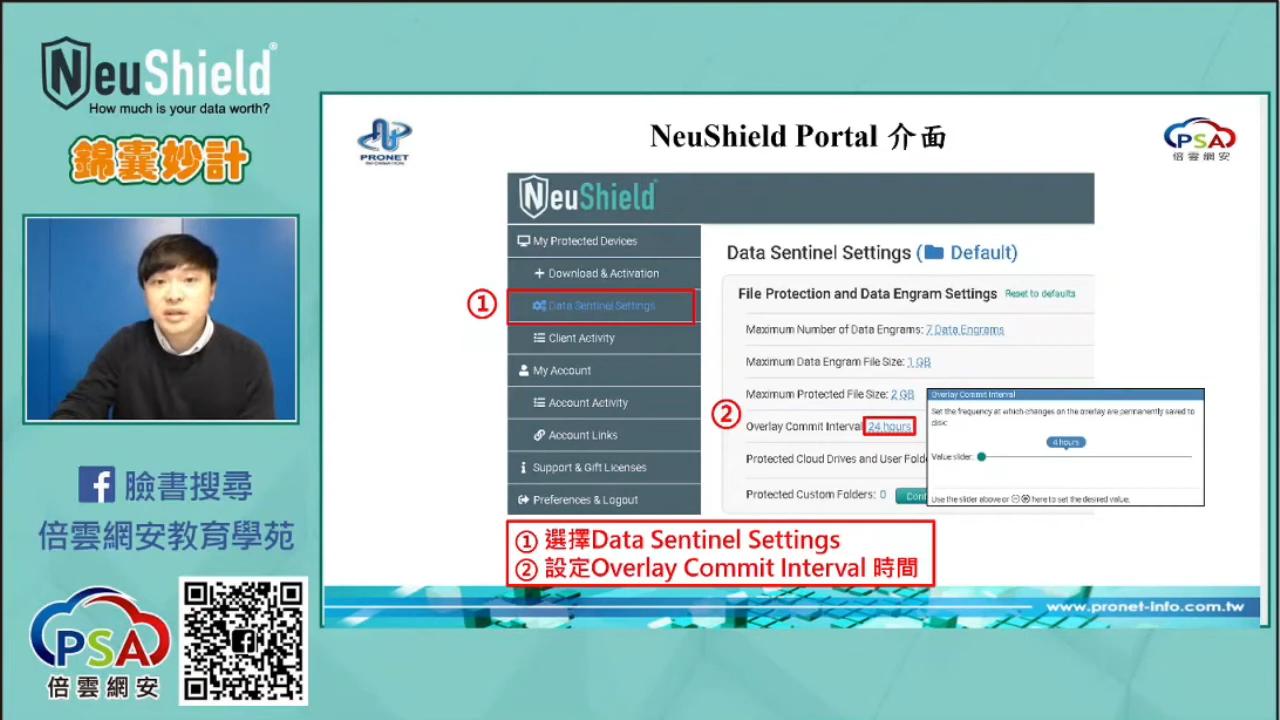 NeuShield®
How much is your data worth?
錦囊妙計
臉書搜尋
倍雲網安教育學苑
PSA
倍雲網安
PRONET
INFORMATION
NeuShield Portal 介面
PSA
倍雲網安
NeuShield
My Protected Devices
Download & Activation
① Data Sentinel Settings
Client Activity
My Account
Account Activity
Account Links
Support & Gift Licenses
Preferences & Logout
Data Sentinel Settings (Default)
File Protection and Data Engram Settings Reset to defaults
Maximum Number of Data Engrams: 7 Data Engrams
Maximum Data Engram File Size: 1 GB
Maximum Protected File Size: 2 GB
② Overlay Commit Interval 24 hours
Protected Cloud Drives and User Fold
Protected Custom Folders: 0 Conf
Overlay Commit Interval
Set the frequency at which changes on the overlay are permanently saved to
disk:
4 hours
Value slider:
Use the slider above or ⊖ ⊕ here to set the desired value.
① 選擇Data Sentinel Settings
② 設定Overlay Commit Interval 時間
www.pronet-info.com.tw